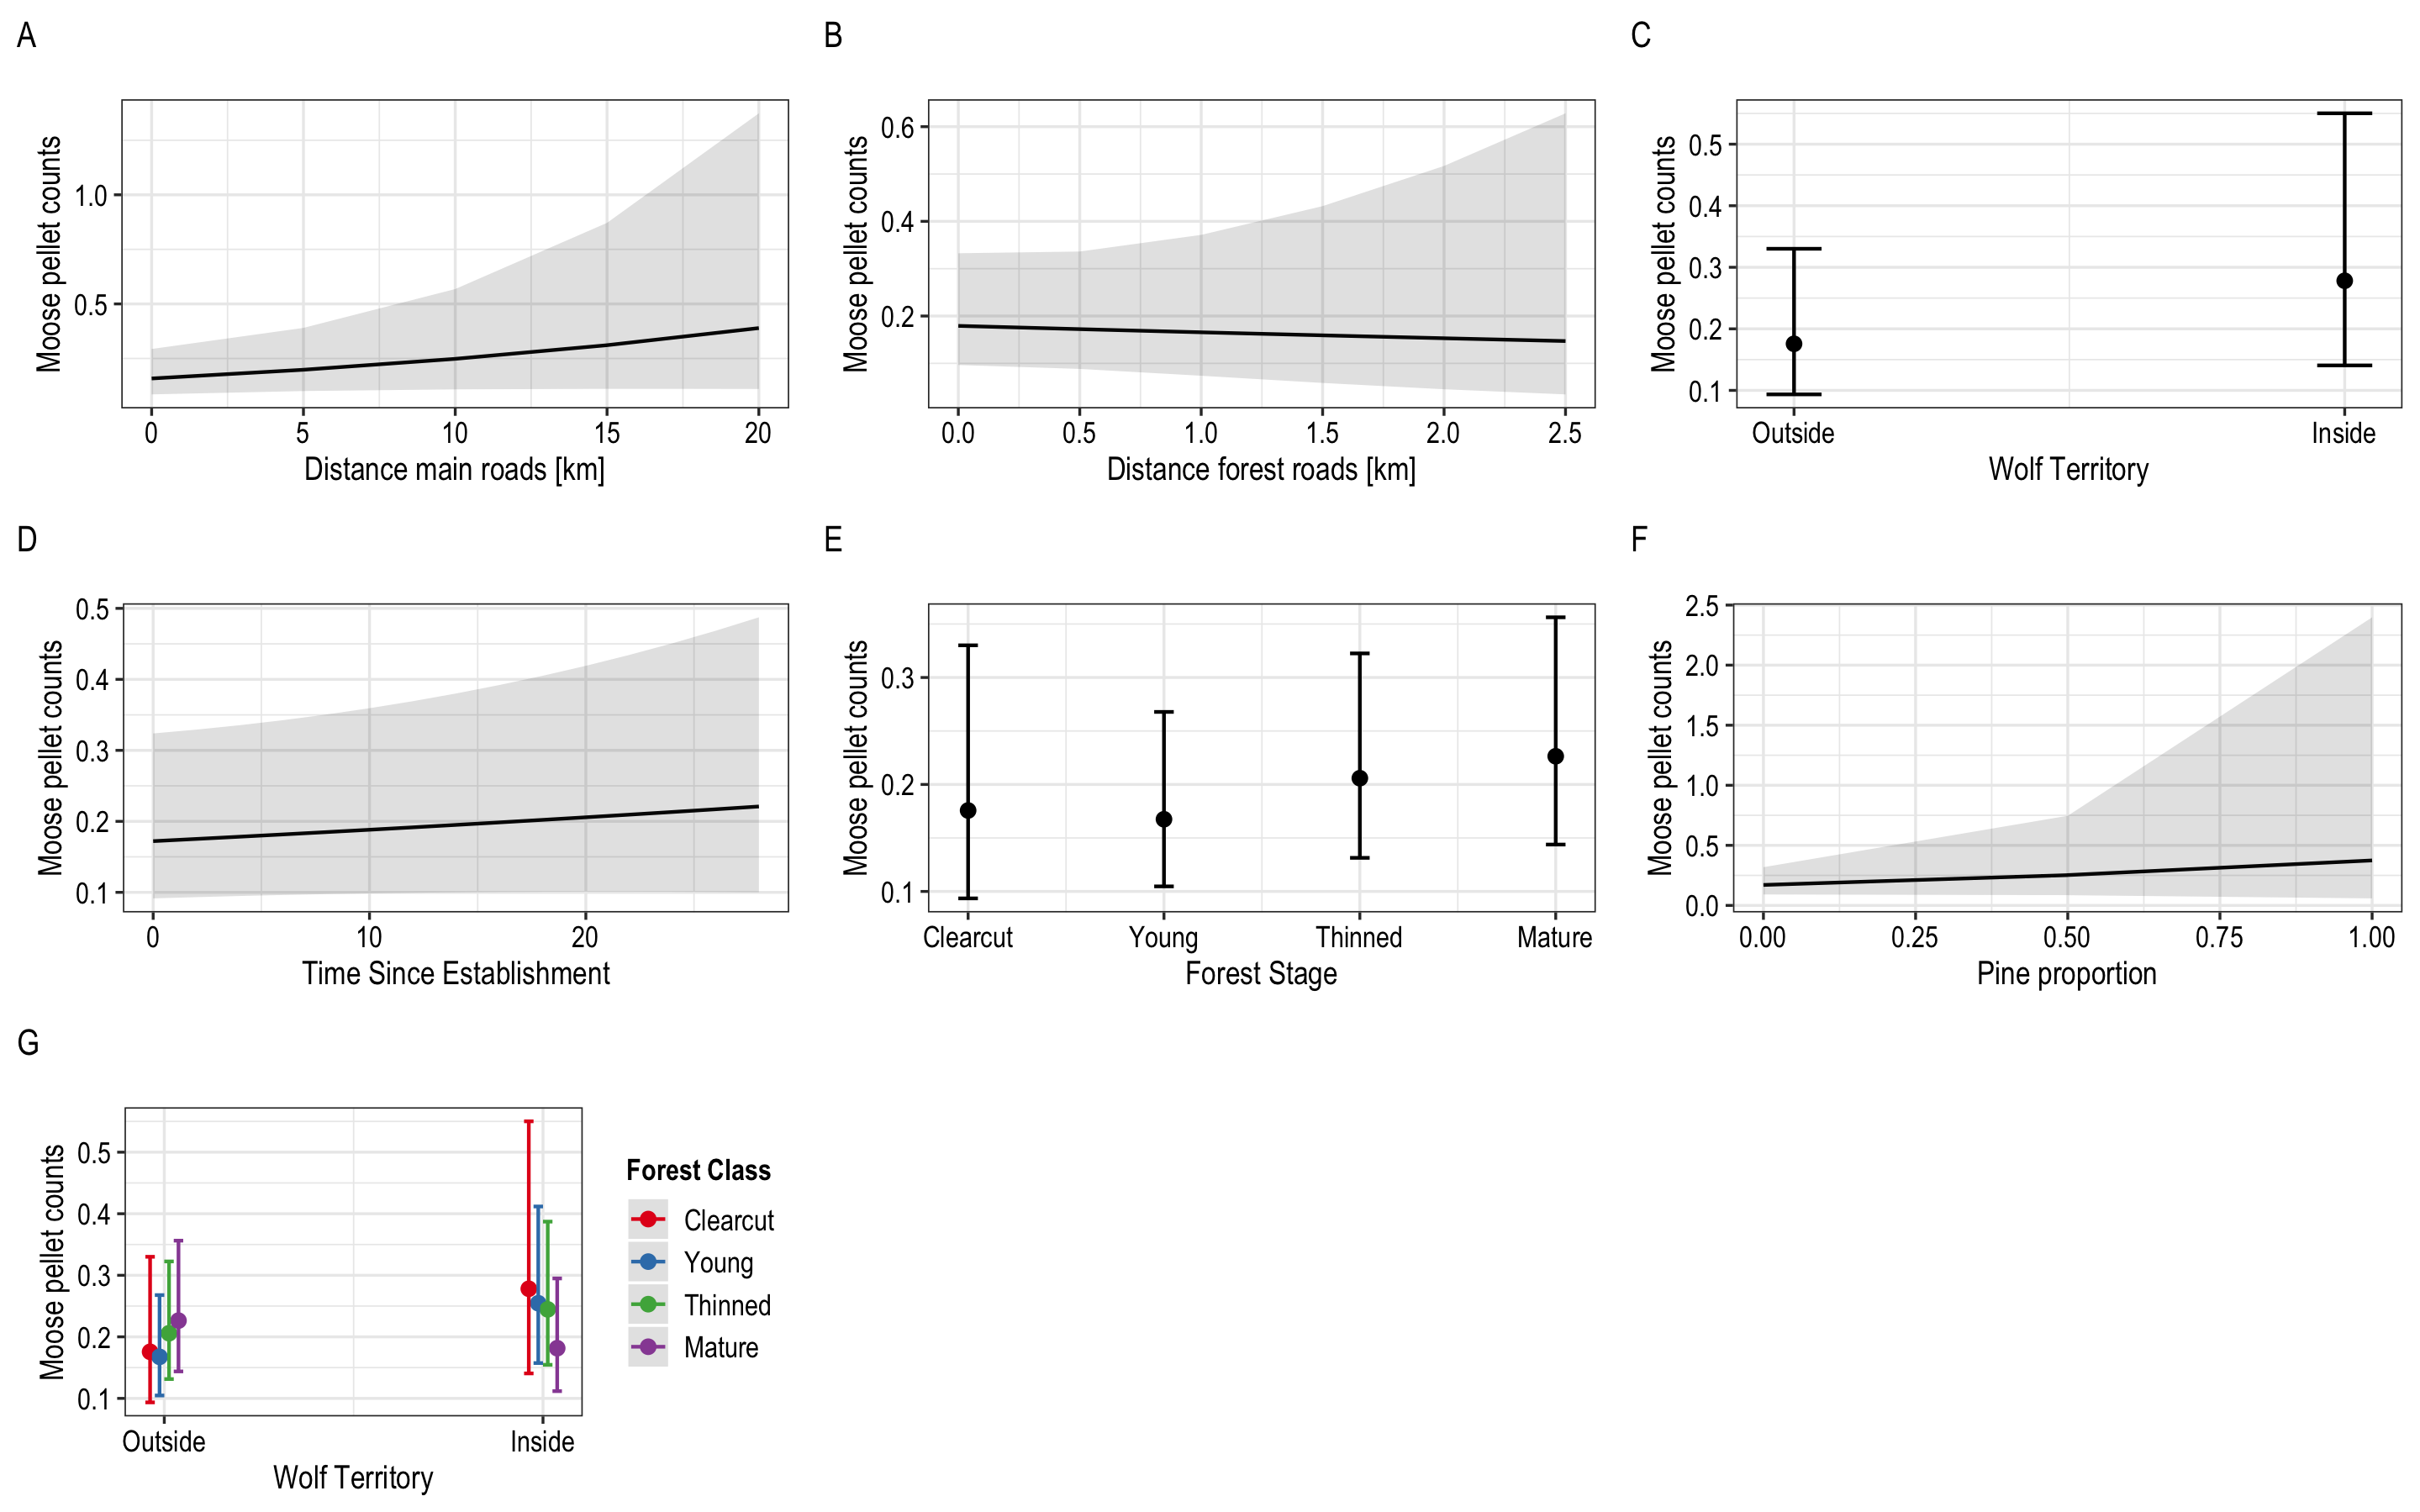 A
Moose pellet counts
1.0
0.5
0 5 10 15 20
Distance main roads [km]
B
Moose pellet counts
0.6
0.4
0.2
0.0 0.5 1.0 1.5 2.0 2.5
Distance forest roads [km]
C
Moose pellet counts
0.5
0.4
0.3
0.2
0.1
Outside Inside
Wolf Territory
D
Moose pellet counts
0.5
0.4
0.3
0.2
0.1
0 10 20
Time Since Establishment
E
Moose pellet counts
0.3
0.2
0.1
Clearcut Young Thinned Mature
Forest Stage
F
Moose pellet counts
2.5
2.0
1.5
1.0
0.5
0.0
0.00 0.25 0.50 0.75 1.00
Pine proportion
G
Moose pellet counts
0.5
0.4
0.3
0.2
0.1
Outside Inside
Wolf Territory
Forest Class
Clearcut
Young
Thinned
Mature